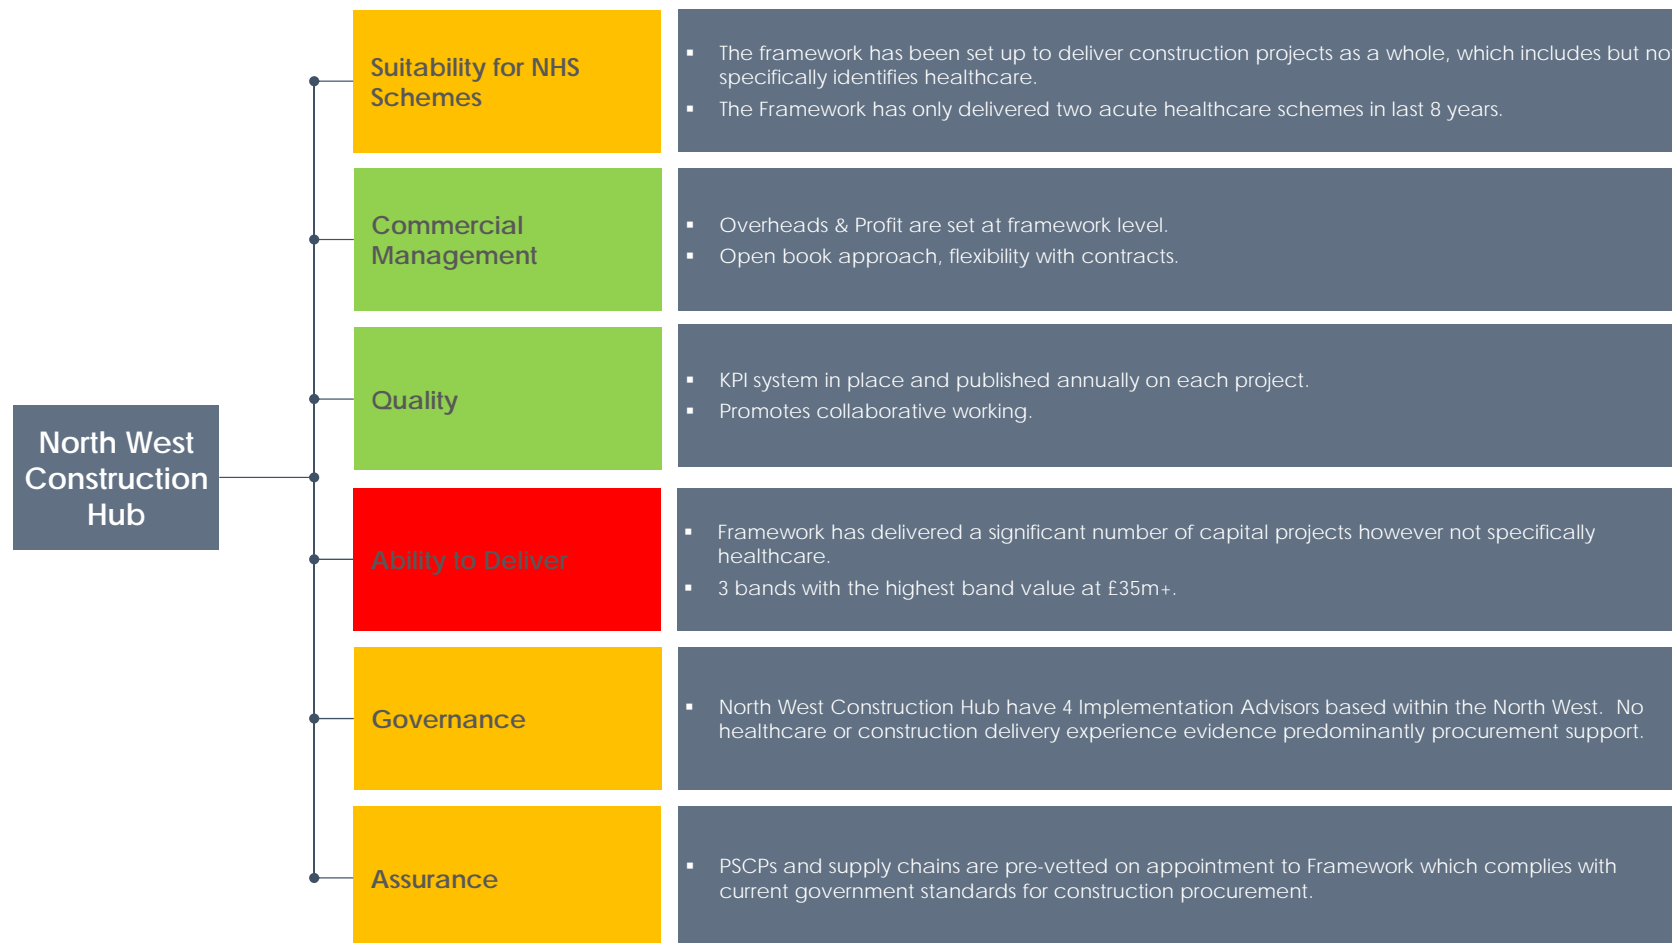 North West
Construction
Hub
Suitability for NHS
Schemes
▪ The framework has been set up to deliver construction projects as a whole, which includes but no
specifically identifies healthcare.
▪ The Framework has only delivered two acute healthcare schemes in last 8 years.
Commercial
Management
▪ Overheads & Profit are set at framework level.
▪ Open book approach, flexibility with contracts.
Quality
▪ KPI system in place and published annually on each project.
▪ Promotes collaborative working.
Ability to Deliver
▪ Framework has delivered a significant number of capital projects however not specifically
healthcare.
▪ 3 bands with the highest band value at £35m+.
Governance
▪ North West Construction Hub have 4 Implementation Advisors based within the North West.  No
healthcare or construction delivery experience evidence predominantly procurement support.
Assurance
▪ PSCPs and supply chains are pre-vetted on appointment to Framework which complies with
current government standards for construction procurement.